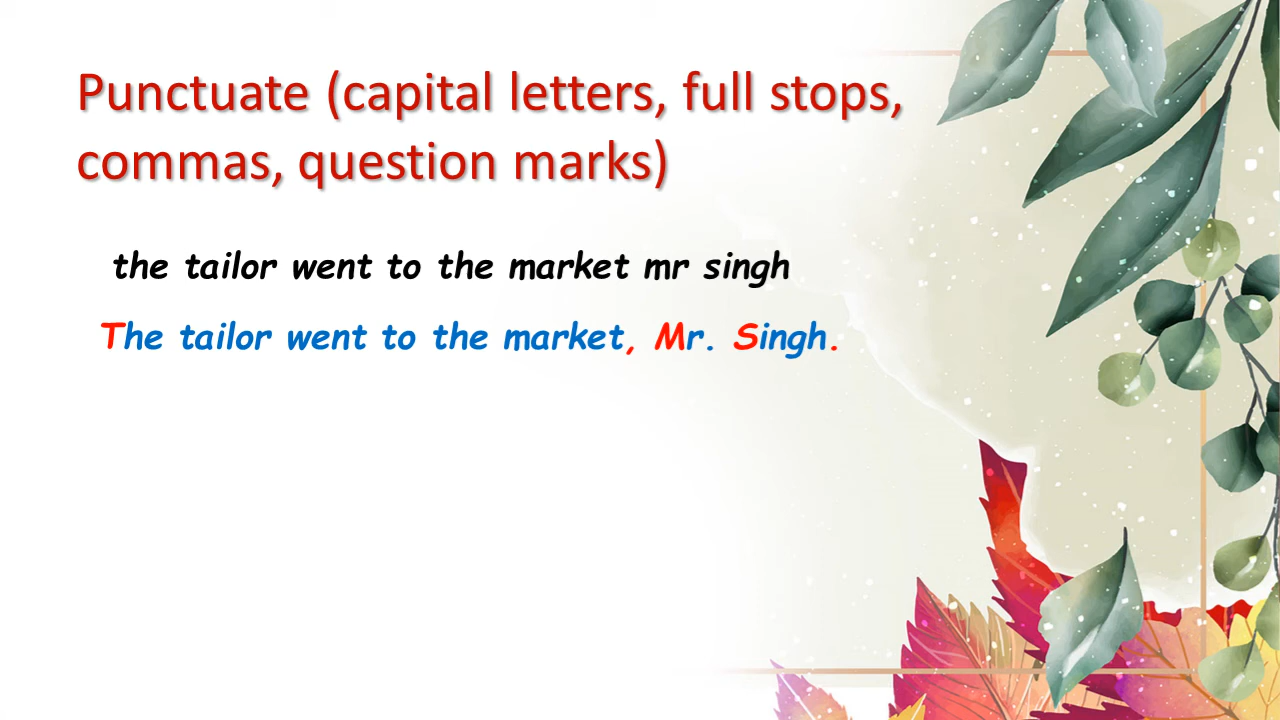 Punctuate (capital letters, full stops,
commas, question marks)
the tailor went to the market mr singh
The tailor went to the market, Mr. Singh.